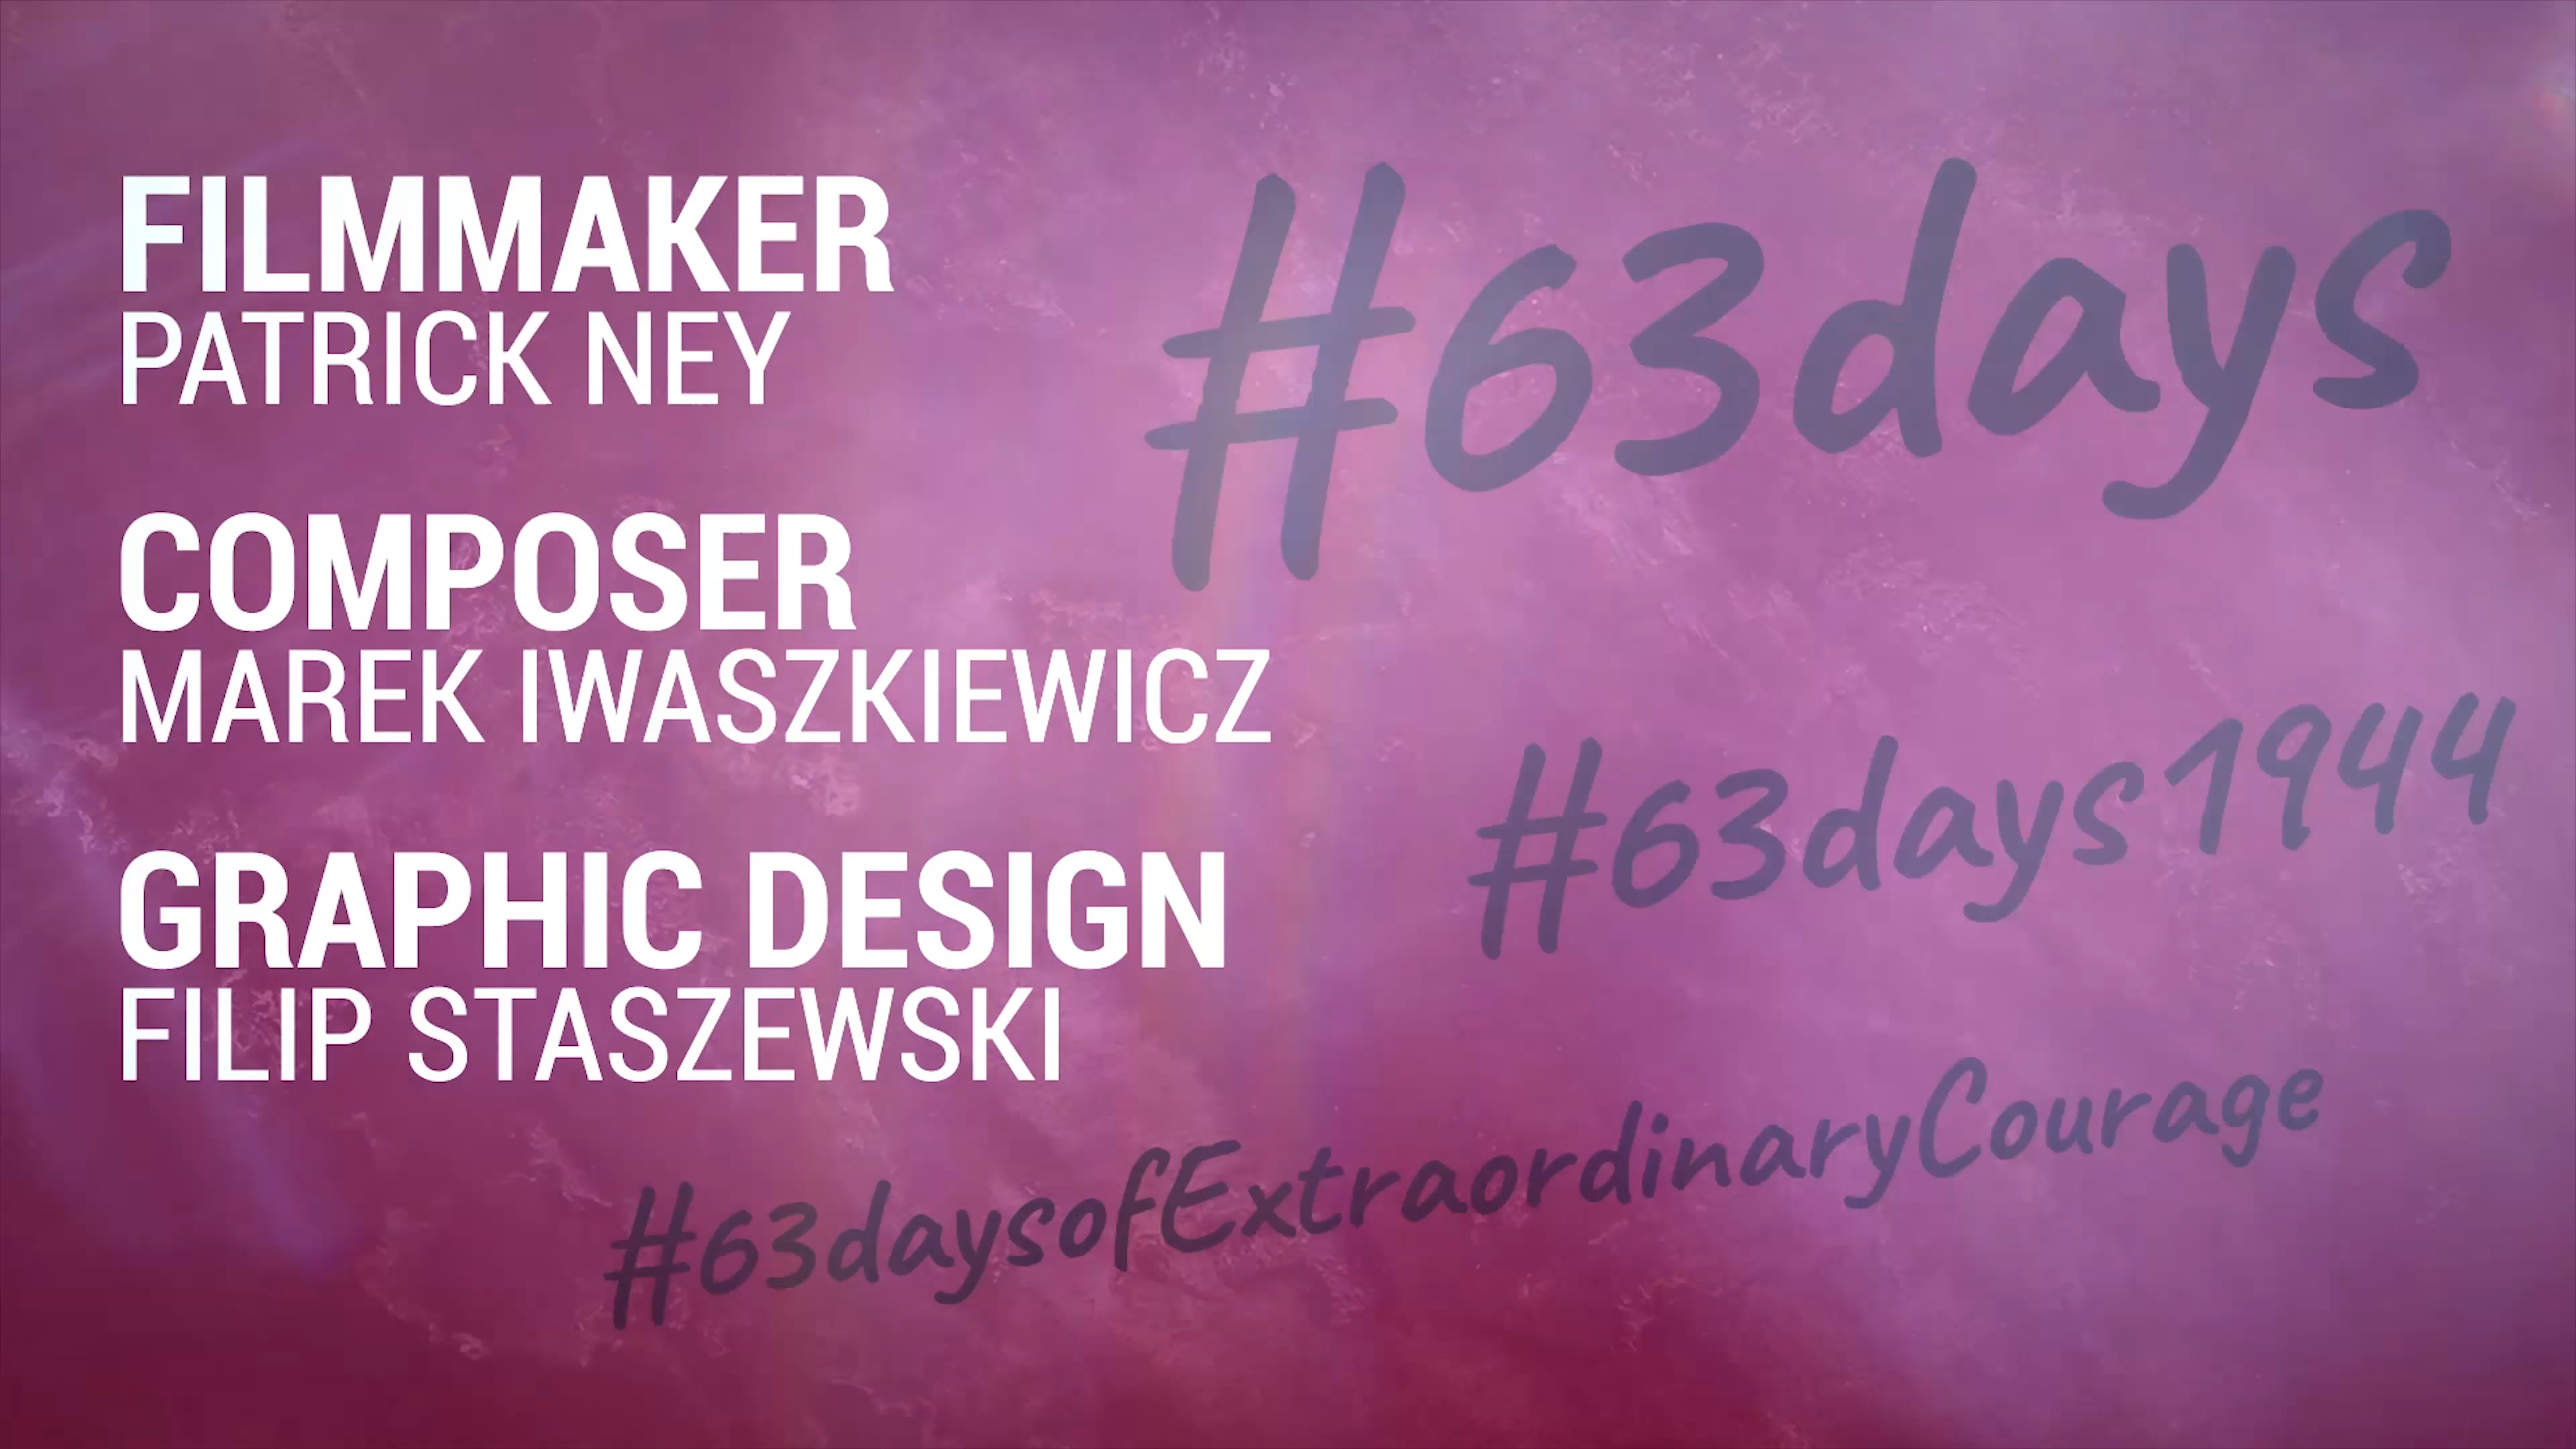 FILMMAKER
PATRICK NEY
COMPOSER
MAREK IWASZKIEWICZ
GRAPHIC DESIGN
FILIP STASZEWSKI
#63days
#63days1944
#63daysofExtraordinaryCourage